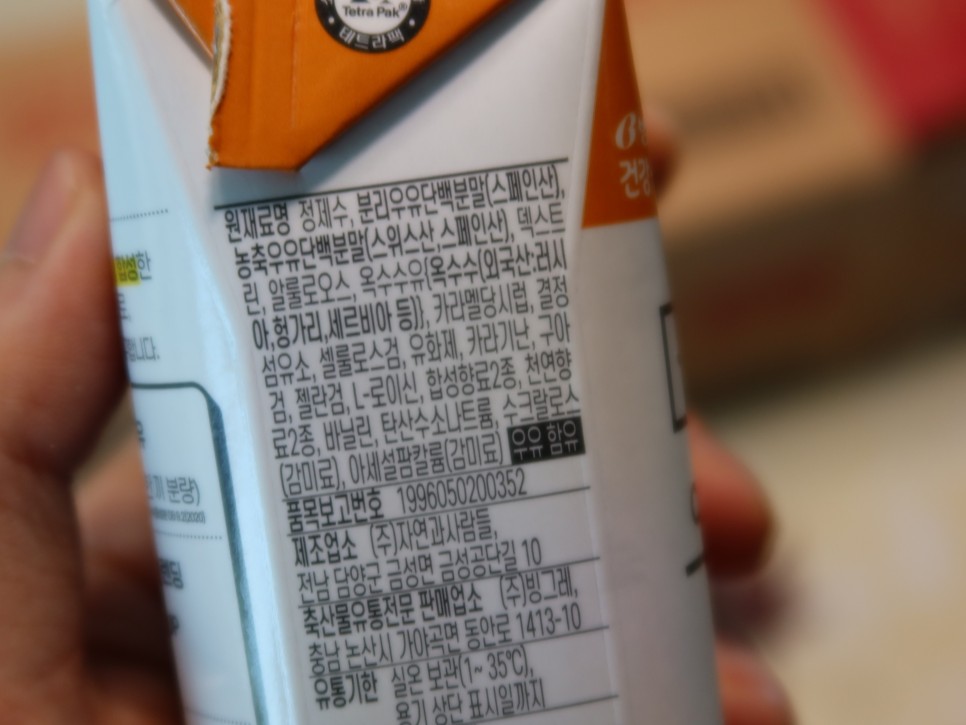 Tetra Pak®
테트라팩
건강
원재료명 정제수, 분리우유단백분말(스페인산),
농축우유단백분말(스위스산,스페인산), 덱스트
린, 알룰로오스, 옥수수유{옥수수(외국산:러시
아,헝가리,세르비아 등)}, 카라멜당시럽, 결정
섬유소, 셀룰로스검, 유화제, 카라기난, 구아
검, 젤란검, L-로이신, 합성향료2종, 천연향
료2종, 바닐린, 탄산수소나트륨, 수크랄로스
(감미료), 아세설팜칼륨(감미료) 우유 함유
품목보고번호 1996050200352
제조업소 (주)자연과사람들,
전남 담양군 금성면 금성공단길 10
축산물유통전문 판매업소 (주)빙그레,
충남 논산시 가야곡면 동안로 1413-10
유통기한 실온 보관(1~35℃),
용기 상단 표시일까지
합성한
니다.
분량)